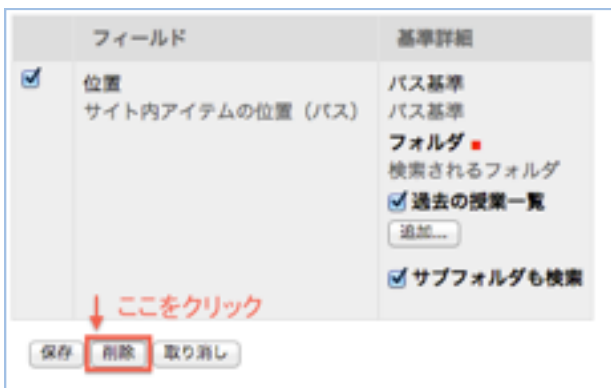 フィールド 基準詳細
位置 パス基準
サイト内アイテムの位置（パス） パス基準
フォルダ
検索されるフォルダ
過去の授業一覧
追加...
サブフォルダも検索
ここをクリック
保存 削除 取り消し